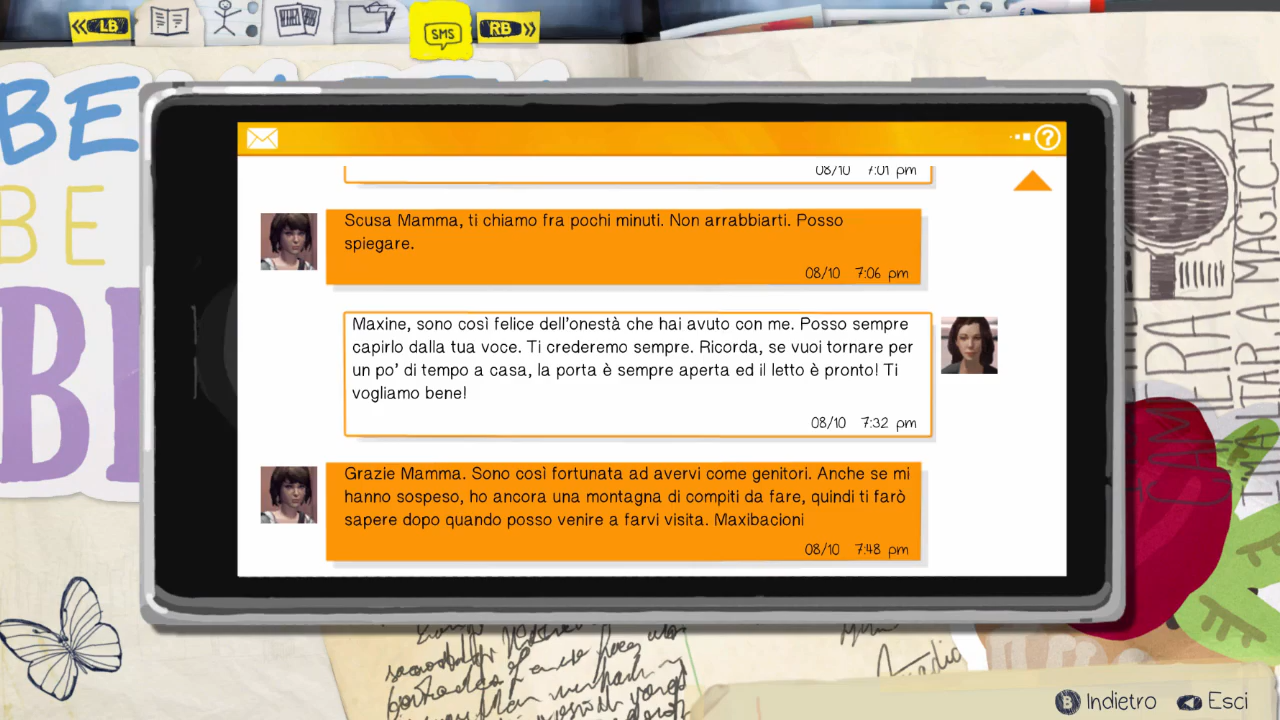 LB
SMS
RB
BE
BE
08/10 7:01 pm
Scusa Mamma, ti chiamo fra pochi minuti. Non arrabbiarti. Posso
spiegare.
08/10 7:06 pm
Maxine, sono così felice dell'onestà che hai avuto con me. Posso sempre
capirlo dalla tua voce. Ti crederemo sempre. Ricorda, se vuoi tornare per
un po' di tempo a casa, la porta è sempre aperta ed il letto è pronto! Ti
vogliamo bene!
08/10 7:32 pm
Grazie Mamma. Sono così fortunata ad avervi come genitori. Anche se mi
hanno sospeso, ho ancora una montagna di compiti da fare, quindi ti farò
sapere dopo quando posso venire a farvi visita. Maxibacioni
08/10 7:48 pm
CAMERA
MAGICIAN
B Indietro
Esci